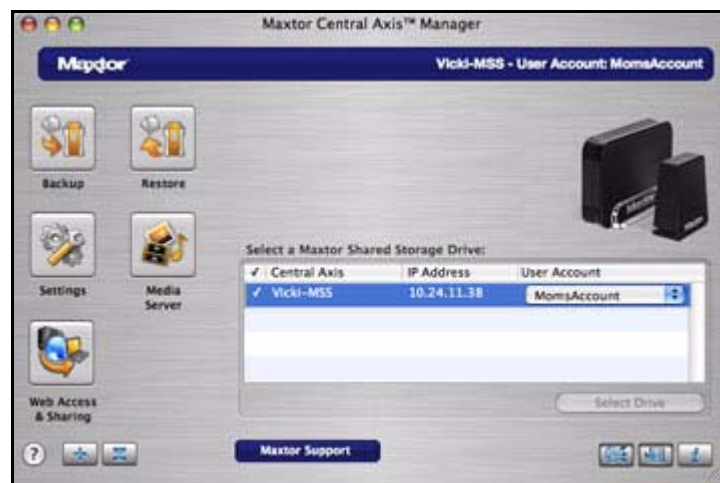 Maxtor Central Axis™ Manager
Maxtor
Vicki-MSS - User Account: MomsAccount
Backup
Restore
Settings
Media
Server
Web Access
& Sharing
Select a Maxtor Shared Storage Drive:
✓ Central Axis IP Address User Account
✓ Vicki-MSS 10.24.11.38 MomsAccount
Select Drive
? Maxtor Support i